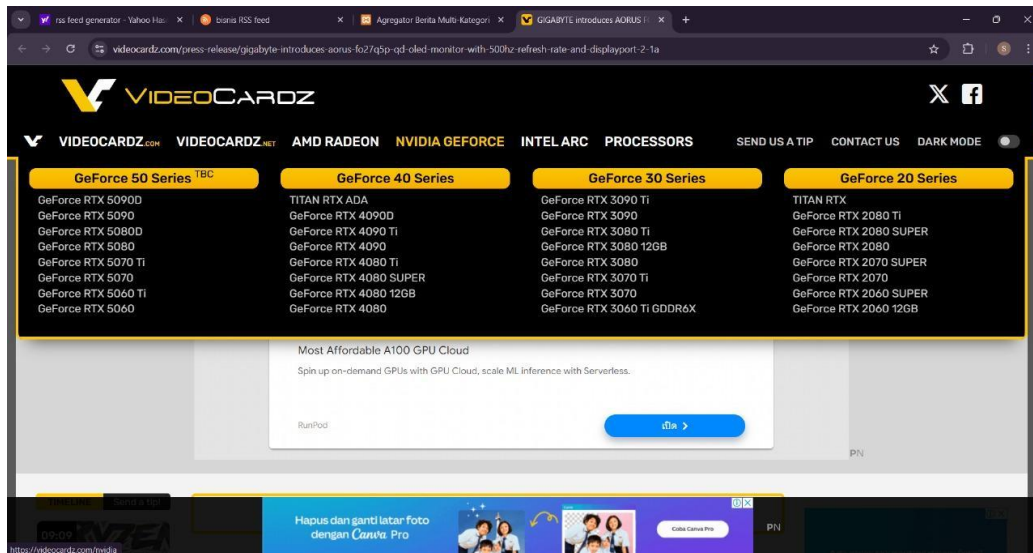 rss feed generator - Yahoo Has
bisnis RSS feed
Agregator Berita Multi-Kategori
GIGABYTE introduces AORUS F
videocardz.com/press-release/gigabyte-introduces-aorus-fo27q5p-qd-oled-monitor-with-500hz-refresh-rate-and-displayport-2-1a
VIDEOCARDZ
VIDEOCARDZ.COM VIDEOCARDZ.NET AMD RADEON NVIDIA GEFORCE INTEL ARC PROCESSORS SEND US A TIP CONTACT US DARK MODE
GeForce 50 Series TBC
GeForce RTX 5090D
GeForce RTX 5090
GeForce RTX 5080D
GeForce RTX 5080
GeForce RTX 5070 Ti
GeForce RTX 5070
GeForce RTX 5060 Ti
GeForce RTX 5060
GeForce 40 Series
TITAN RTX ADA
GeForce RTX 4090D
GeForce RTX 4090 Ti
GeForce RTX 4090
GeForce RTX 4080 Ti
GeForce RTX 4080 SUPER
GeForce RTX 4080 12GB
GeForce RTX 4080
GeForce 30 Series
GeForce RTX 3090 Ti
GeForce RTX 3090
GeForce RTX 3080 Ti
GeForce RTX 3080 12GB
GeForce RTX 3080
GeForce RTX 3070 Ti
GeForce RTX 3070
GeForce RTX 3060 Ti GDDR6X
GeForce 20 Series
TITAN RTX
GeForce RTX 2080 Ti
GeForce RTX 2080 SUPER
GeForce RTX 2080
GeForce RTX 2070 SUPER
GeForce RTX 2070
GeForce RTX 2060 SUPER
GeForce RTX 2060 12GB
Most Affordable A100 GPU Cloud
Spin up on-demand GPUs with GPU Cloud, scale ML inference with Serverless.
RunPod
เปิด
PN
TIMELINE Send a tip!
09:09
Hapus dan ganti latar foto
dengan Canva Pro
Coba Canva Pro
PN
https://videocardz.com/nvidia